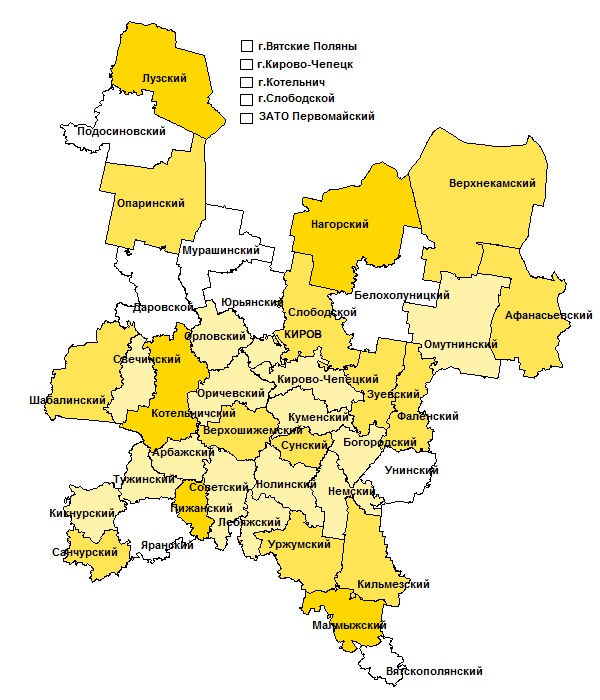 г.Вятские Поляны
г.Кирово-Чепецк
г.Котельнич
г.Слободской
ЗАТО Первомайский
Лузский
Подосиновский
Опаринский
Верхнекамский
Нагорский
Мурашинский
Белохолуницкий
Юрьянский
Даровской
Слободской
Афанасьевский
КИРОВ
Орловский
Омутнинский
Свечинский
Кирово-Чепецкий
Оричевский
Зуевский
Шабалинский
Котельничский
Куменский
Фаленский
Верхошижемский
Сунский
Богородский
Арбажский
Унинский
Тужинский
Советский
Нолинский
Немский
Пижанский
Кикнурский
Лебяжский
Яранский
Уржумский
Санчурский
Кильмезский
Малмыжский
Вятскополянский